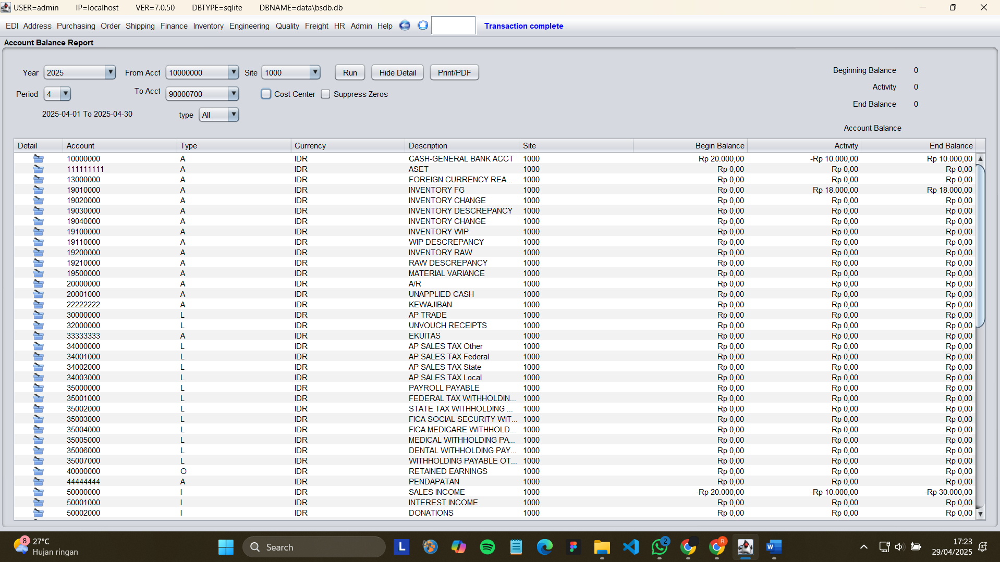 USER=admin IP=localhost VER=7.0.50 DBTYPE=sqlite DBNAME=data\bsdb.db
EDI Address Purchasing Order Shipping Finance Inventory Engineering Quality Freight HR Admin Help Transaction complete
Account Balance Report
Year 2025 From Acct 10000000 Site 1000 Run Hide Detail Print/PDF Beginning Balance 0
Activity 0
Period 4 To Acct 90000700 Cost Center Suppress Zeros
End Balance 0
2025-04-01 To 2025-04-30 type All
Account Balance
Detail Account Type Currency Description Site Begin Balance Activity End Balance
10000000 A IDR CASH-GENERAL BANK ACCT 1000 Rp 20.000,00 -Rp 10.000,00 Rp 10.000,00
111111111 A IDR ASET 1000 Rp 0,00 Rp 0,00 Rp 0,00
13000000 A IDR FOREIGN CURRENCY REA... 1000 Rp 0,00 Rp 0,00 Rp 0,00
19010000 A IDR INVENTORY FG 1000 Rp 0,00 Rp 18.000,00 Rp 18.000,00
19020000 A IDR INVENTORY CHANGE 1000 Rp 0,00 Rp 0,00 Rp 0,00
19030000 A IDR INVENTORY DESCREPANCY 1000 Rp 0,00 Rp 0,00 Rp 0,00
19040000 A IDR INVENTORY CHANGE 1000 Rp 0,00 Rp 0,00 Rp 0,00
19100000 A IDR INVENTORY WIP 1000 Rp 0,00 Rp 0,00 Rp 0,00
19110000 A IDR WIP DESCREPANCY 1000 Rp 0,00 Rp 0,00 Rp 0,00
19200000 A IDR INVENTORY RAW 1000 Rp 0,00 Rp 0,00 Rp 0,00
19210000 A IDR RAW DESCREPANCY 1000 Rp 0,00 Rp 0,00 Rp 0,00
19500000 A IDR MATERIAL VARIANCE 1000 Rp 0,00 Rp 0,00 Rp 0,00
20000000 A IDR A/R 1000 Rp 0,00 Rp 0,00 Rp 0,00
20001000 A IDR UNAPPLIED CASH 1000 Rp 0,00 Rp 0,00 Rp 0,00
22222222 A IDR KEWAJIBAN 1000 Rp 0,00 Rp 0,00 Rp 0,00
30000000 L IDR AP TRADE 1000 Rp 0,00 Rp 0,00 Rp 0,00
32000000 L IDR UNVOUCH RECEIPTS 1000 Rp 0,00 Rp 0,00 Rp 0,00
33333333 A IDR EKUITAS 1000 Rp 0,00 Rp 0,00 Rp 0,00
34000000 L IDR AP SALES TAX Other 1000 Rp 0,00 Rp 0,00 Rp 0,00
34001000 L IDR AP SALES TAX Federal 1000 Rp 0,00 Rp 0,00 Rp 0,00
34002000 L IDR AP SALES TAX State 1000 Rp 0,00 Rp 0,00 Rp 0,00
34003000 L IDR AP SALES TAX Local 1000 Rp 0,00 Rp 0,00 Rp 0,00
35000000 L IDR PAYROLL PAYABLE 1000 Rp 0,00 Rp 0,00 Rp 0,00
35001000 L IDR FEDERAL TAX WITHHOLDIN... 1000 Rp 0,00 Rp 0,00 Rp 0,00
35002000 L IDR STATE TAX WITHHOLDING ... 1000 Rp 0,00 Rp 0,00 Rp 0,00
35003000 L IDR FICA SOCIAL SECURITY WIT... 1000 Rp 0,00 Rp 0,00 Rp 0,00
35004000 L IDR FICA MEDICARE WITHHOLD... 1000 Rp 0,00 Rp 0,00 Rp 0,00
35005000 L IDR MEDICAL WITHHOLDING PA... 1000 Rp 0,00 Rp 0,00 Rp 0,00
35006000 L IDR DENTAL WITHHOLDING PAY... 1000 Rp 0,00 Rp 0,00 Rp 0,00
35007000 L IDR WITHHOLDING PAYABLE OT... 1000 Rp 0,00 Rp 0,00 Rp 0,00
40000000 O IDR RETAINED EARNINGS 1000 Rp 0,00 Rp 0,00 Rp 0,00
44444444 A IDR PENDAPATAN 1000 Rp 0,00 Rp 0,00 Rp 0,00
50000000 I IDR SALES INCOME 1000 -Rp 20.000,00 -Rp 10.000,00 -Rp 30.000,00
50001000 I IDR INTEREST INCOME 1000 Rp 0,00 Rp 0,00 Rp 0,00
50002000 I IDR DONATIONS 1000 Rp 0,00 Rp 0,00 Rp 0,00
8 27°C Search L 2 R W 17:23
Hujan ringan 29/04/2025